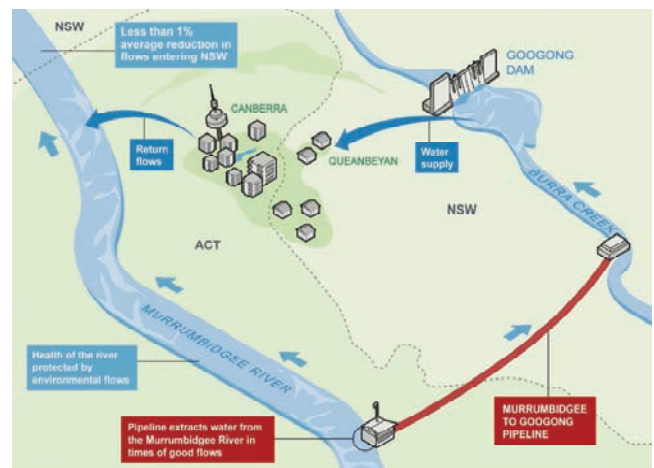 NSW
Less than 1%
average reduction in
flows entering NSW
GOOGONG
DAM
CANBERRA
Return
flows
QUEANBEYAN
Water
supply
BURRA CREEK
NSW
ACT
MURRUMBIDGEE RIVER
Health of the river
protected by
environmental flows
Pipeline extracts water from
the Murrumbidgee River in
times of good flows
MURRUMBIDGEE
TO GOOGONG
PIPELINE